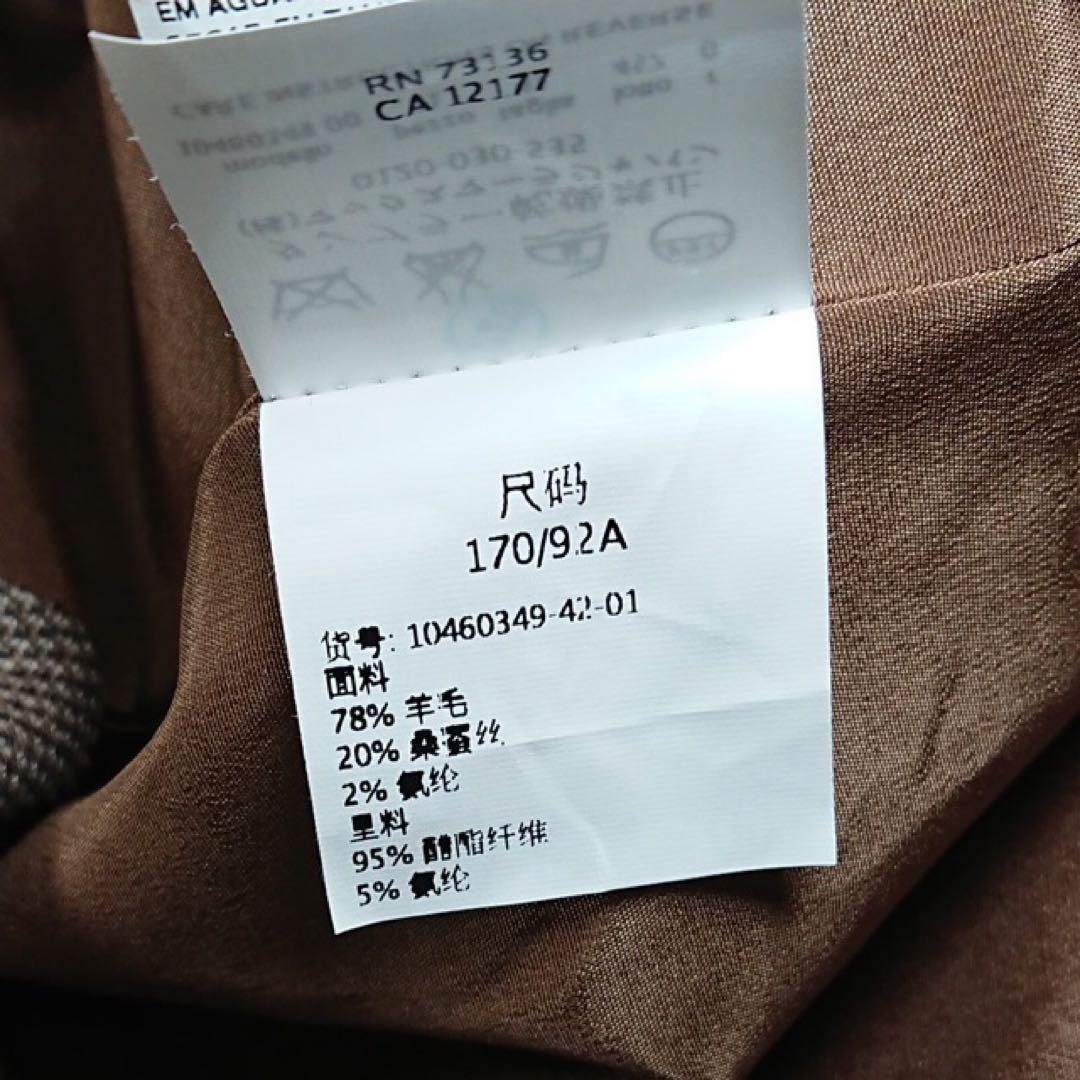 EM AGUA
RN 73136
CA 12177
尺码
170/92A
货号: 10460349-42-01
面料
78% 羊毛
20% 桑蚕丝
2% 氨纶
里料
95% 醋酯纤维
5% 氨纶